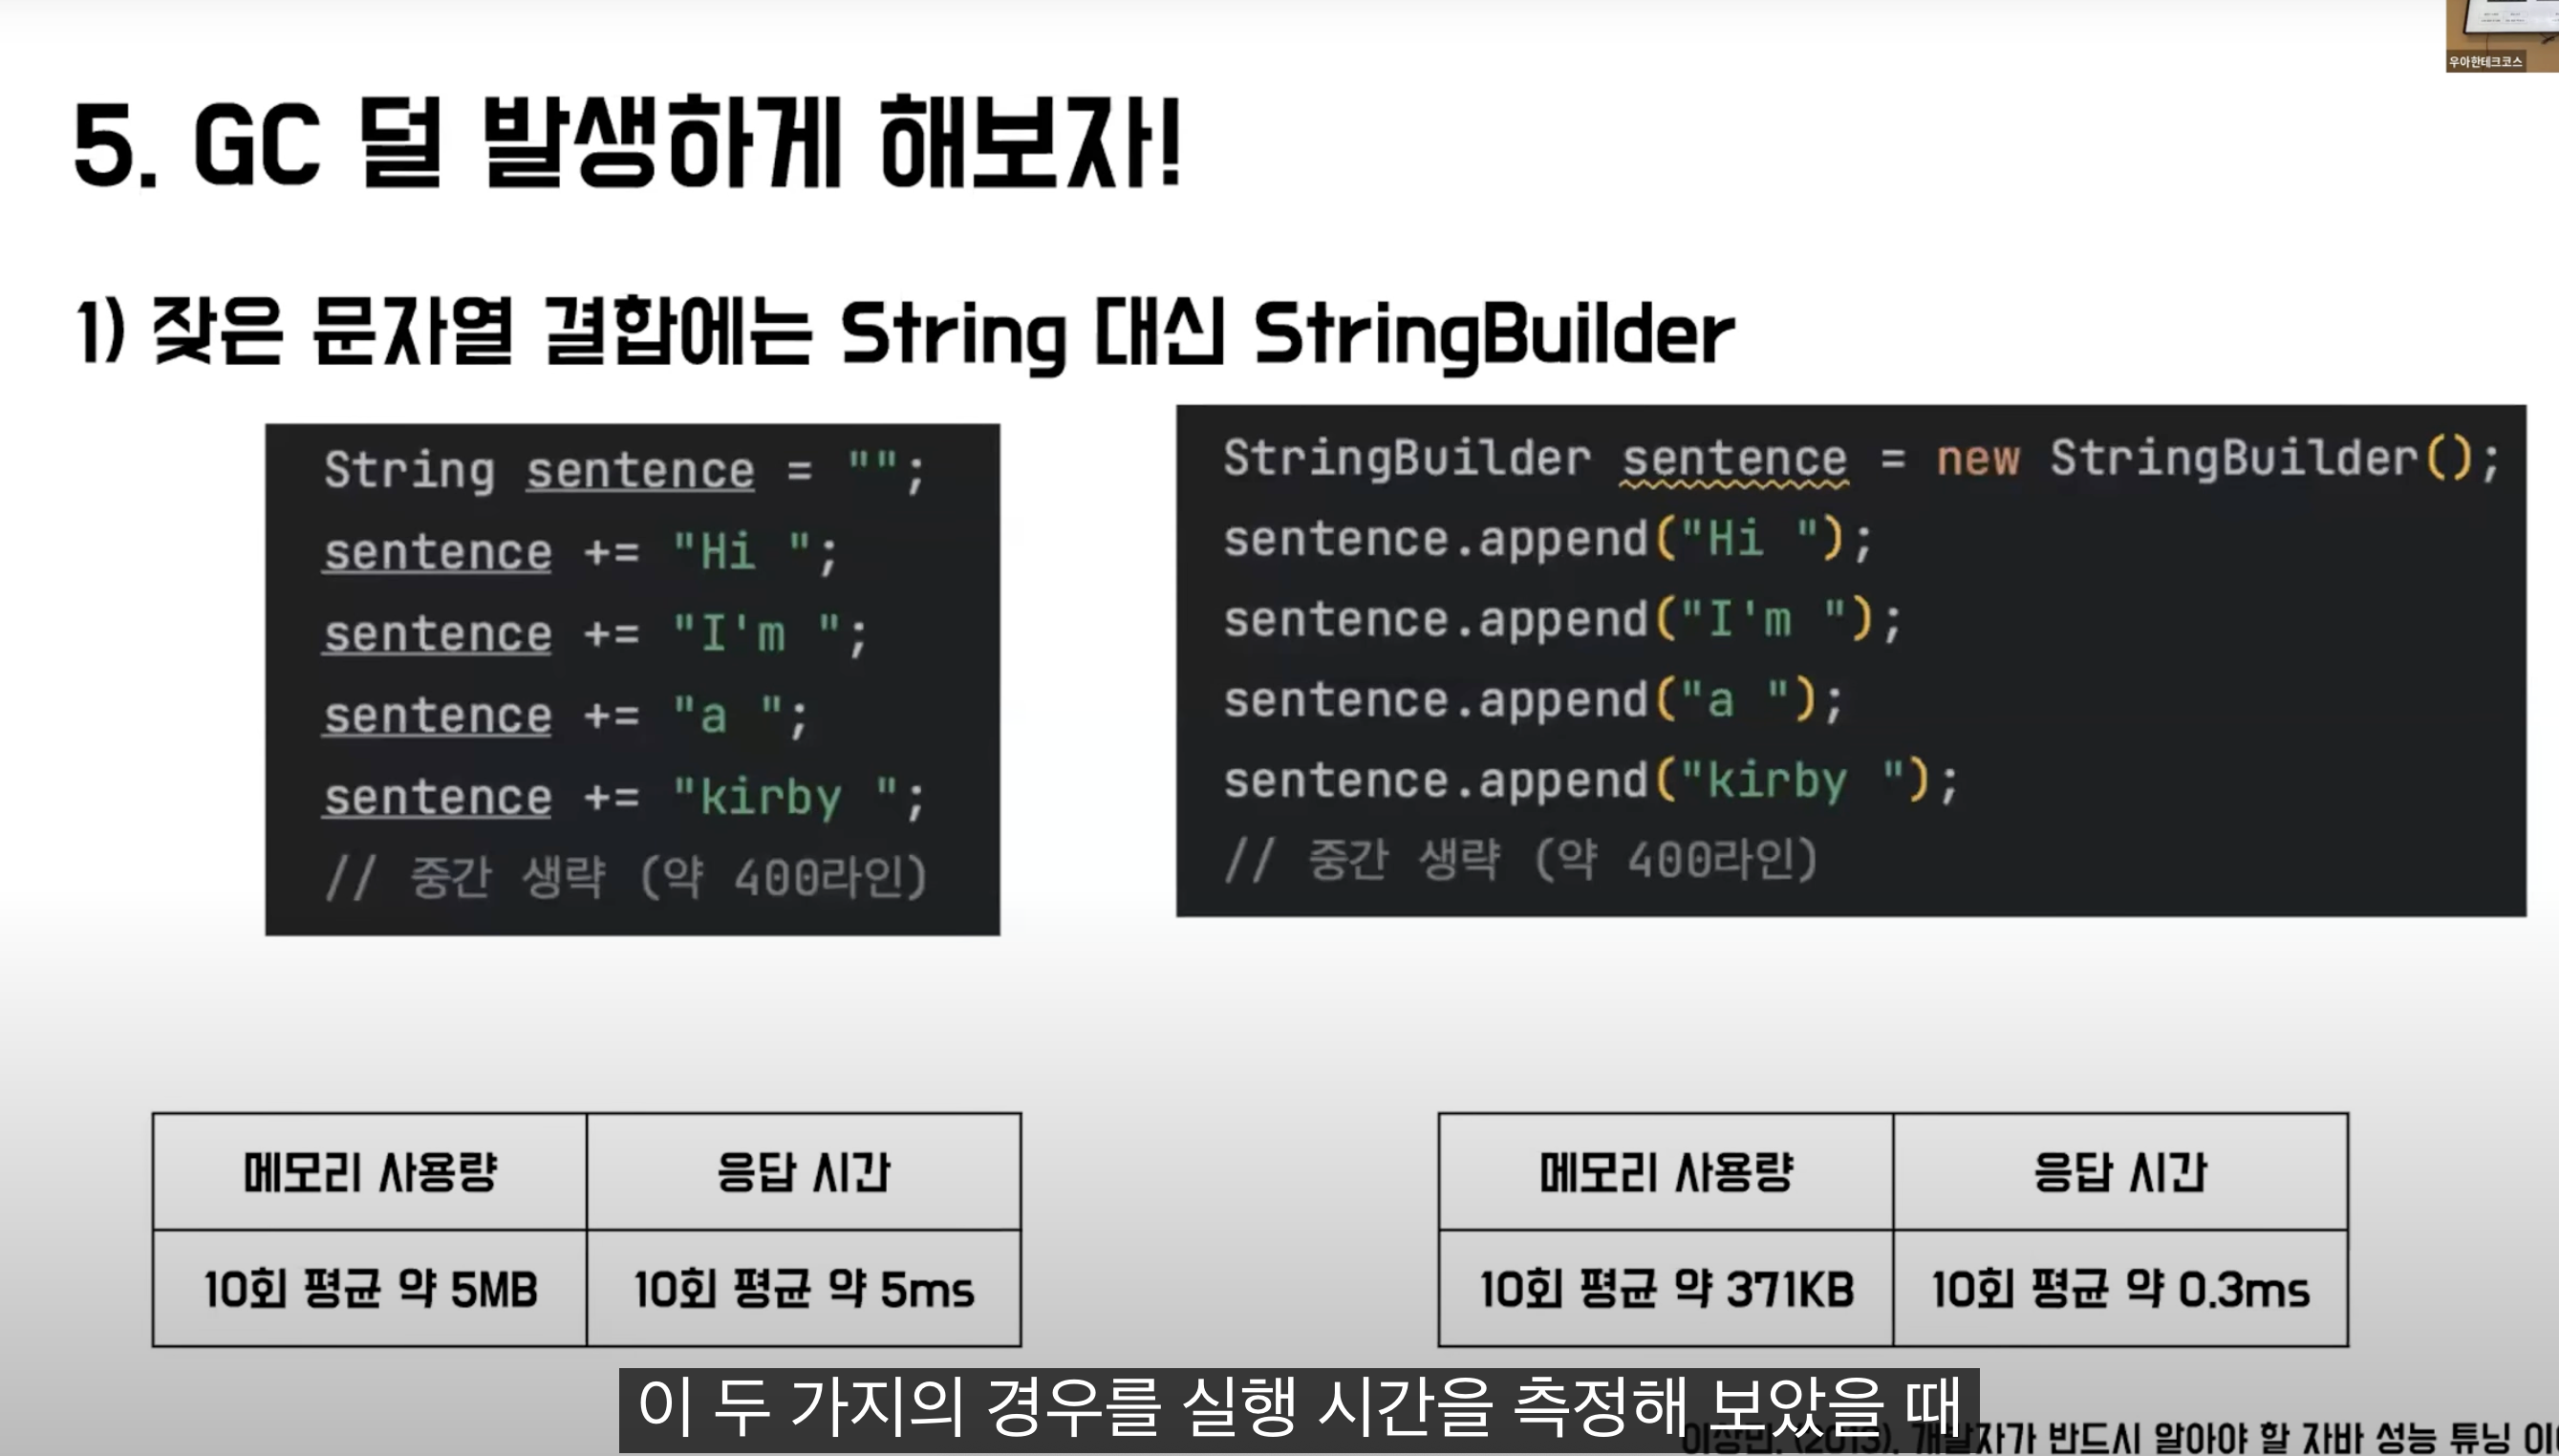 우아한테크코스
5. GC 덜 발생하게 해보자!
1) 잦은 문자열 결합에는 String 대신 StringBuilder
String sentence = "";
sentence += "Hi ";
sentence += "I'm ";
sentence += "a ";
sentence += "kirby ";
// 중간 생략 (약 400라인)
StringBuilder sentence = new StringBuilder();
sentence.append("Hi ");
sentence.append("I'm ");
sentence.append("a ");
sentence.append("kirby ");
// 중간 생략 (약 400라인)
메모리 사용량 응답 시간
10회 평균 약 5MB 10회 평균 약 5ms
메모리 사용량 응답 시간
10회 평균 약 371KB 10회 평균 약 0.3ms
이 두 가지의 경우를 실행 시간을 측정해 보았을 때
이상민. (2013). 개발자가 반드시 알아야 할 자바 성능 튜닝